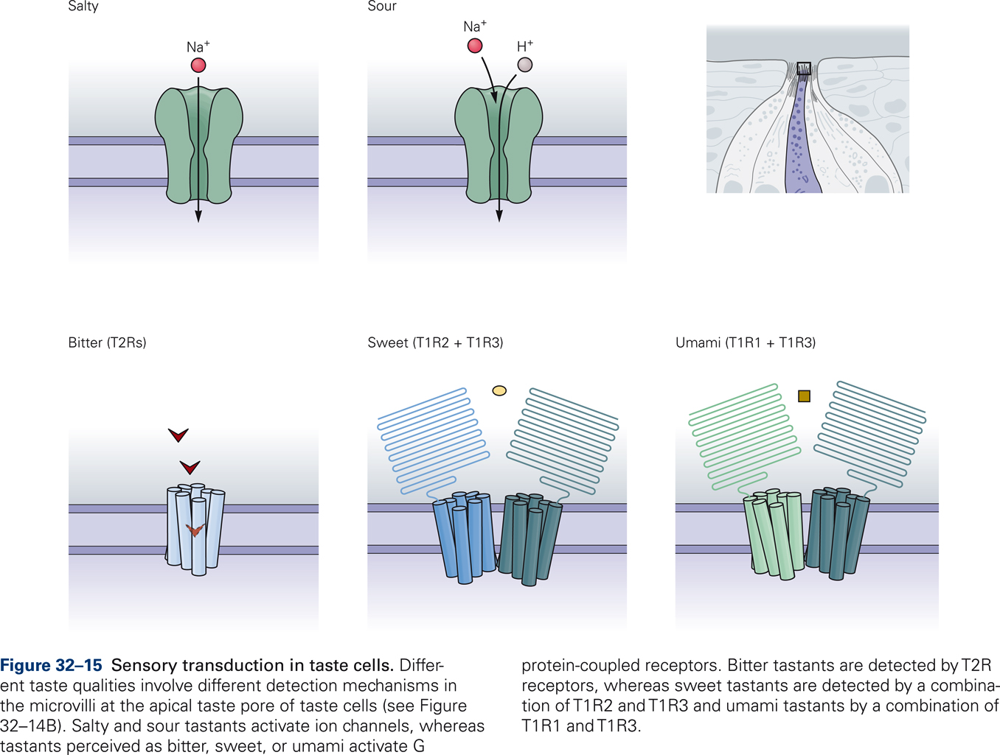 Salty
Na+
Sour
Na+
H+
Bitter (T2Rs)
Sweet (T1R2 + T1R3)
Umami (T1R1 + T1R3)
Figure 32–15 Sensory transduction in taste cells. Differ-
ent taste qualities involve different detection mechanisms in
the microvilli at the apical taste pore of taste cells (see Figure
32–14B). Salty and sour tastants activate ion channels, whereas
tastants perceived as bitter, sweet, or umami activate G
protein-coupled receptors. Bitter tastants are detected by T2R
receptors, whereas sweet tastants are detected by a combina-
tion of T1R2 and T1R3 and umami tastants by a combination of
T1R1 and T1R3.